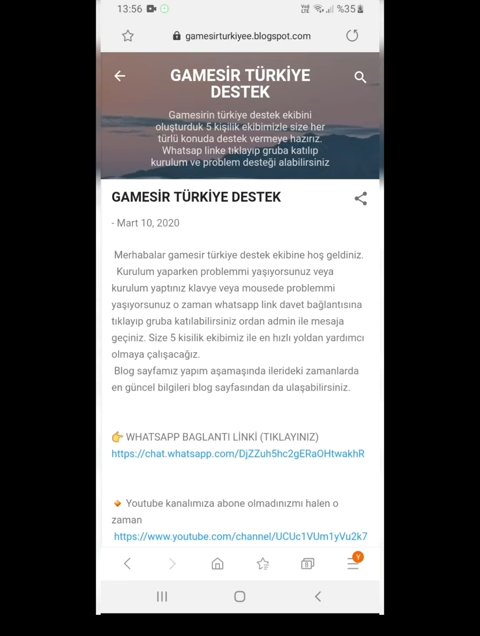 13:56
%35
gamesirturkiyee.blogspot.com
GAMESIR TÜRKİYE
DESTEK
Gamesirin türkiye destek ekibini
oluşturduk 5 kişilik ekibimizle size her
türlü konuda destek vermeye hazırız.
Whatsap linke tıklayip gruba katılıp
kurulum ve problem desteği alabilirsiniz
GAMESİR TÜRKİYE DESTEK
- Mart 10, 2020
Merhabalar gamesir türkiye destek ekibine hoş geldiniz.
Kurulum yaparken problemmi yaşıyorsunuz veya
kurulum yaptınız klavye veya mousede problemmi
yaşıyorsunuz o zaman whatsapp link davet bağlantısına
tıklayıp gruba katılabilirsiniz ordan admin ile mesaja
geçiniz. Size 5 kisilik ekibimiz ile en hızlı yoldan yardımcı
olmaya çalışacağız.
Blog sayfamız yapım aşamaşında ilerideki zamanlarda
en güncel bilgileri blog sayfasından da ulaşabilirsiniz.
👉 WHATSAPP BAGLANTI LİNKİ (TIKLAYINIZ)
https://chat.whatsapp.com/DjZZuh5hc2gERaOHtwakhR
🔸 Youtube kanalımıza abone olmadınızmı halen o
zaman
https://www.youtube.com/channel/UCUc1VUm1yVu2k7
Y